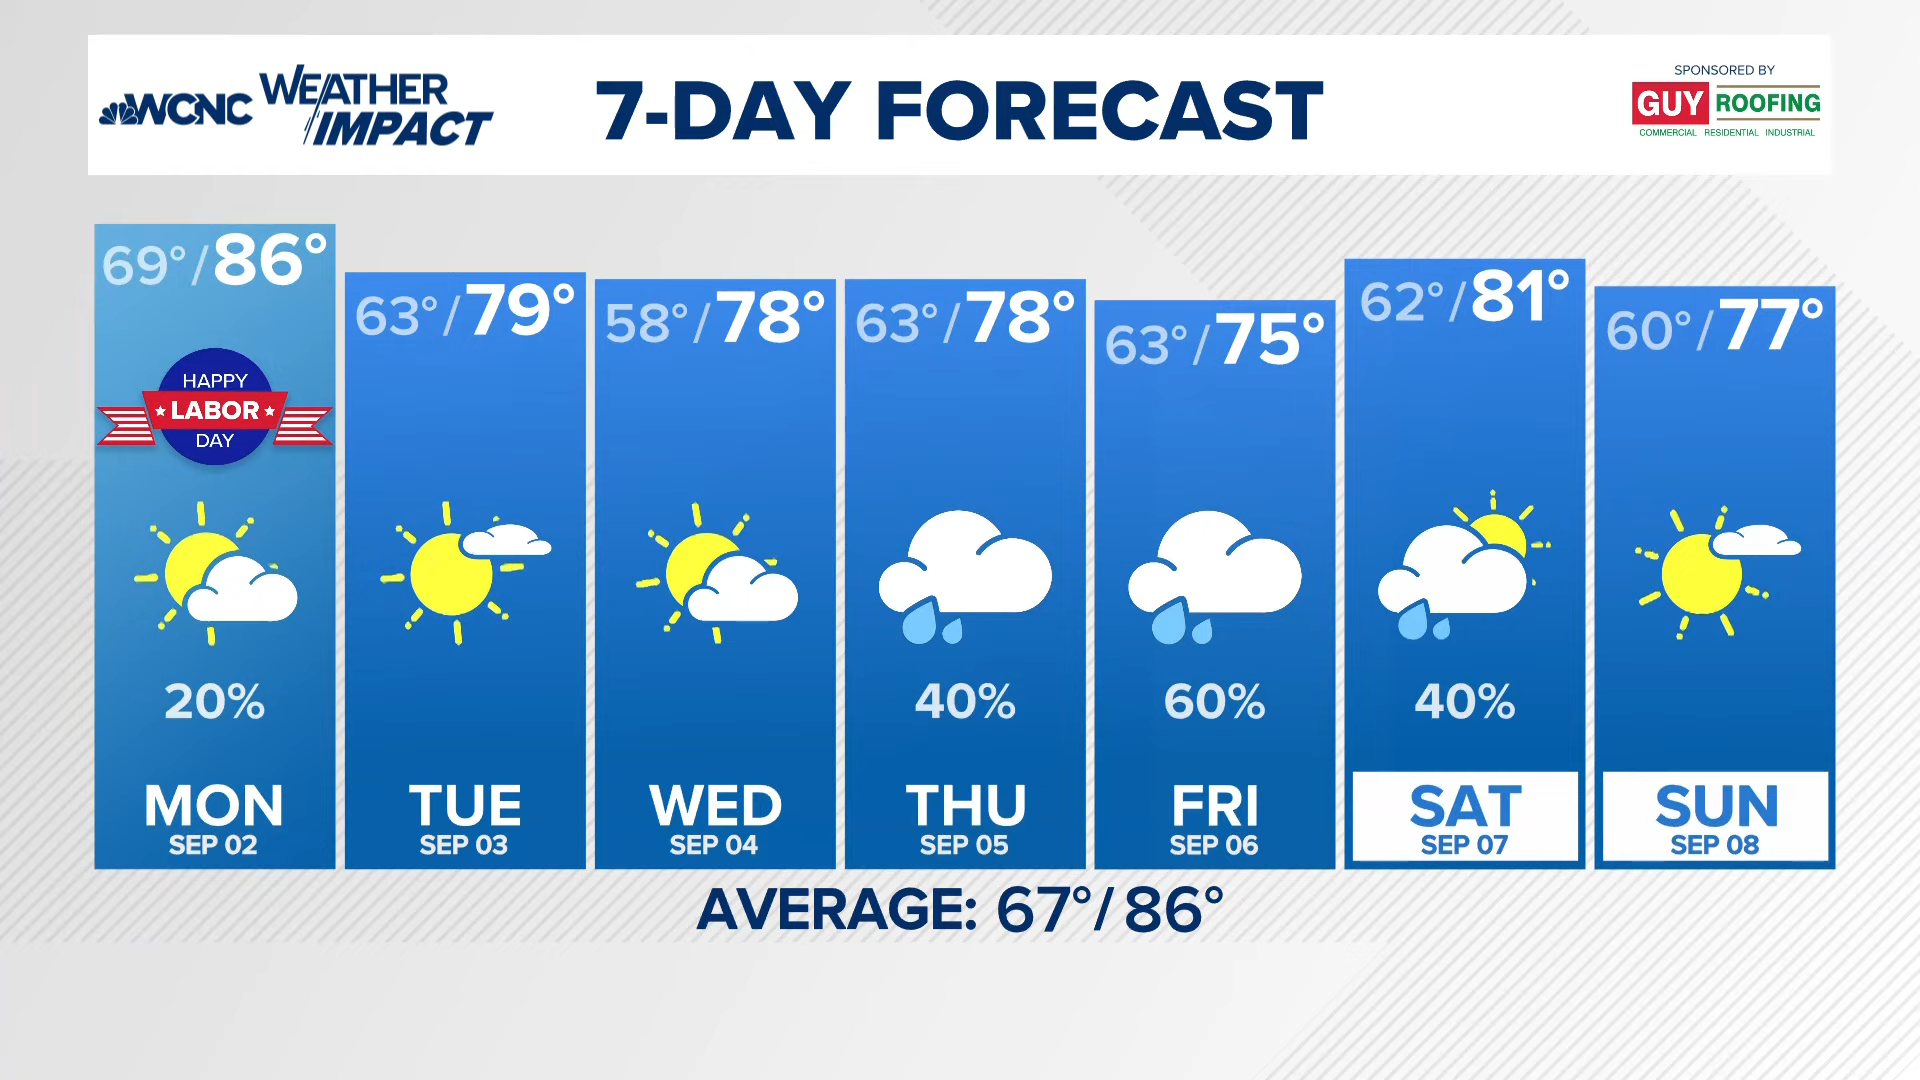 WCNC WEATHER IMPACT
7-DAY FORECAST
SPONSORED BY
GUY ROOFING
COMMERCIAL RESIDENTIAL INDUSTRIAL
69°/86°
HAPPY
LABOR
DAY
20%
MON
SEP 02
63°/79°
TUE
SEP 03
58°/78°
WED
SEP 04
63°/78°
40%
THU
SEP 05
63°/75°
60%
FRI
SEP 06
62°/81°
40%
SAT
SEP 07
60°/77°
SUN
SEP 08
AVERAGE: 67°/86°